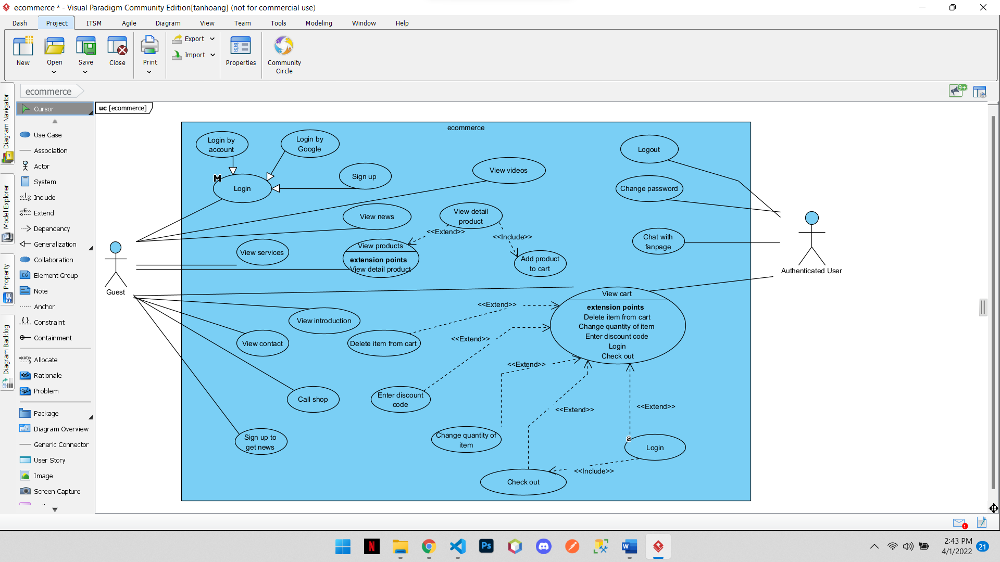 ecommerce * - Visual Paradigm Community Edition[tanhoang] (not for commercial use)
Dash
Project
ITSM
Agile
Diagram
View
Team
Tools
Modeling
Window
Help
New
Open
Save
Close
Print
Export
Import
Properties
Community
Circle
ecommerce
9+
Diagram Navigator
Model Explorer
Property
Diagram Backlog
Cursor
Use Case
Association
Actor
System
Include
Extend
Dependency
Generalization
Collaboration
Element Group
Note
Anchor
Constraint
Containment
Allocate
Rationale
Problem
Package
Diagram Overview
Generic Connector
User Story
Image
Screen Capture
uc [ecommerce]
ecommerce
Login by
account
Login by
Google
M
Login
Sign up
View videos
Logout
Change password
View news
View detail
product
<<Extend>>
<<Include>>
View services
View products
extension points
View detail product
Add product
to cart
Chat with
fanpage
Guest
Authenticated User
View cart
extension points
Delete item from cart
Change quantity of item
Enter discount code
Login
Check out
<<Extend>>
View introduction
View contact
Delete item from cart
<<Extend>>
<<Extend>>
Call shop
Enter discount
code
<<Extend>>
<<Extend>>
Sign up to
get news
Change quantity of
item
a
Login
<<Include>>
Check out
1
2:43 PM
4/1/2022
21
N
Ps
W